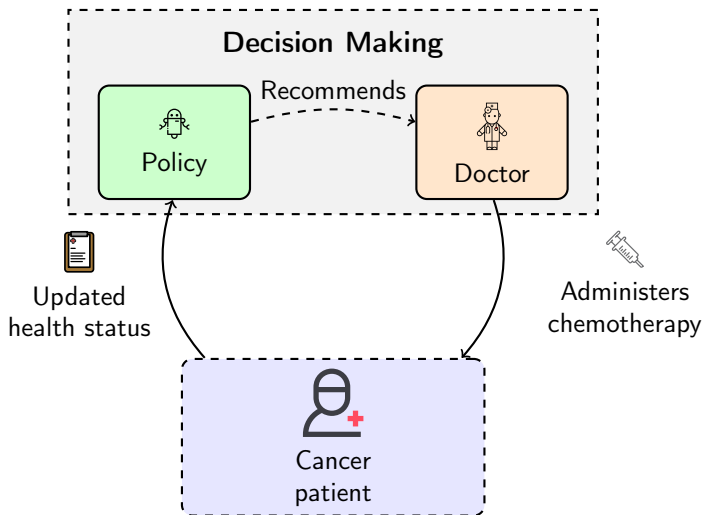 Decision Making
Recommends
Policy
Doctor
Updated
health status
Administers
chemotherapy
Cancer
patient